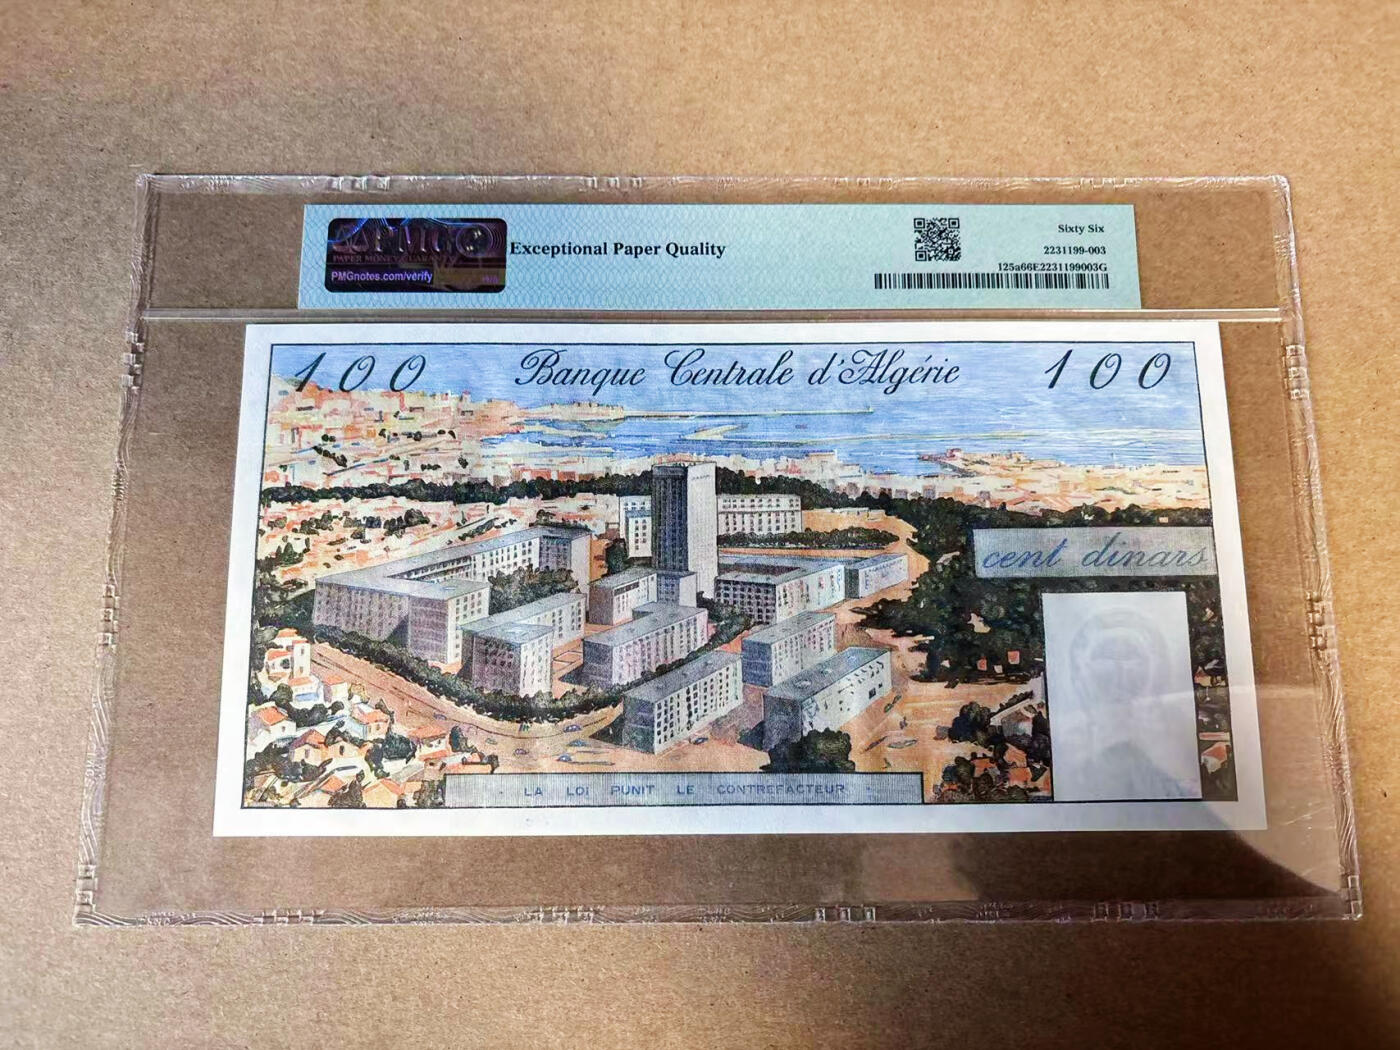 PMG
PAPER MONEY GUARANTY
PMGnotes.com/verify
Exceptional Paper Quality
Sixty Six
2231199-003
125a66E2231199003G
100 Banque Centrale d'Algérie 100
cent dinars
LA LOI PUNIT LE CONTREFACTEUR